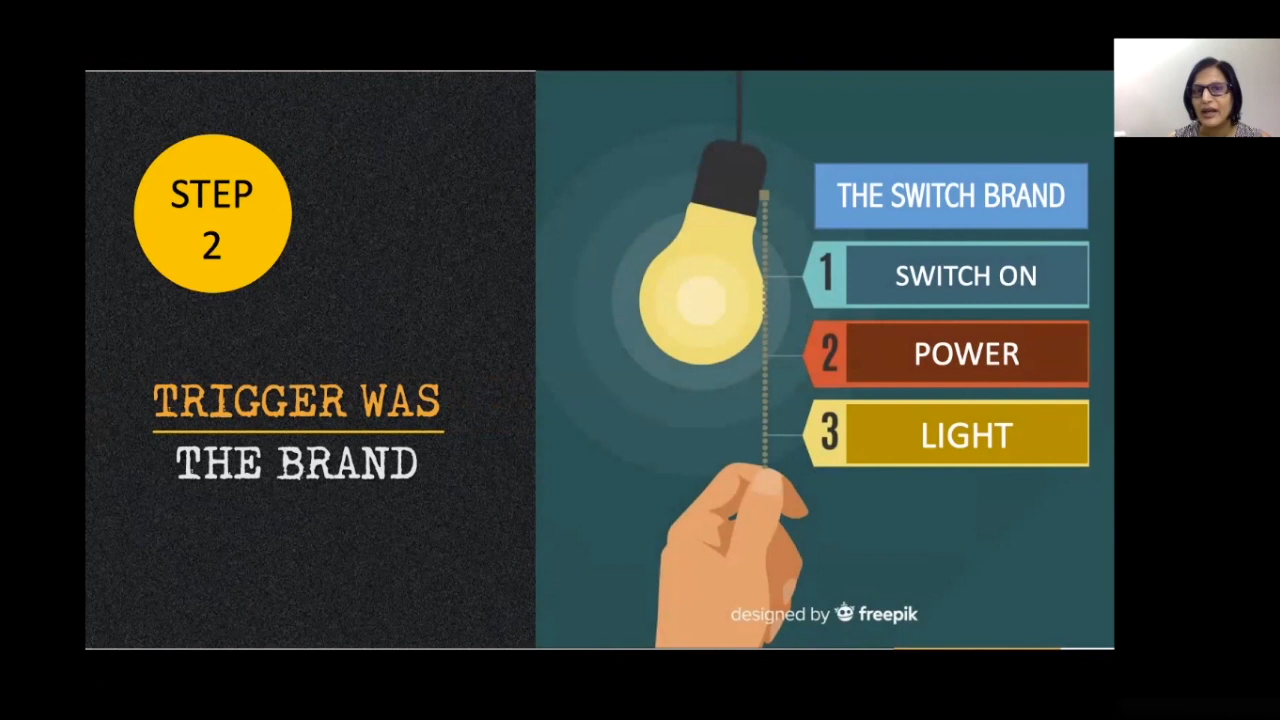 STEP
2
TRIGGER WAS
THE BRAND
THE SWITCH BRAND
1 SWITCH ON
2 POWER
3 LIGHT
designed by freepik